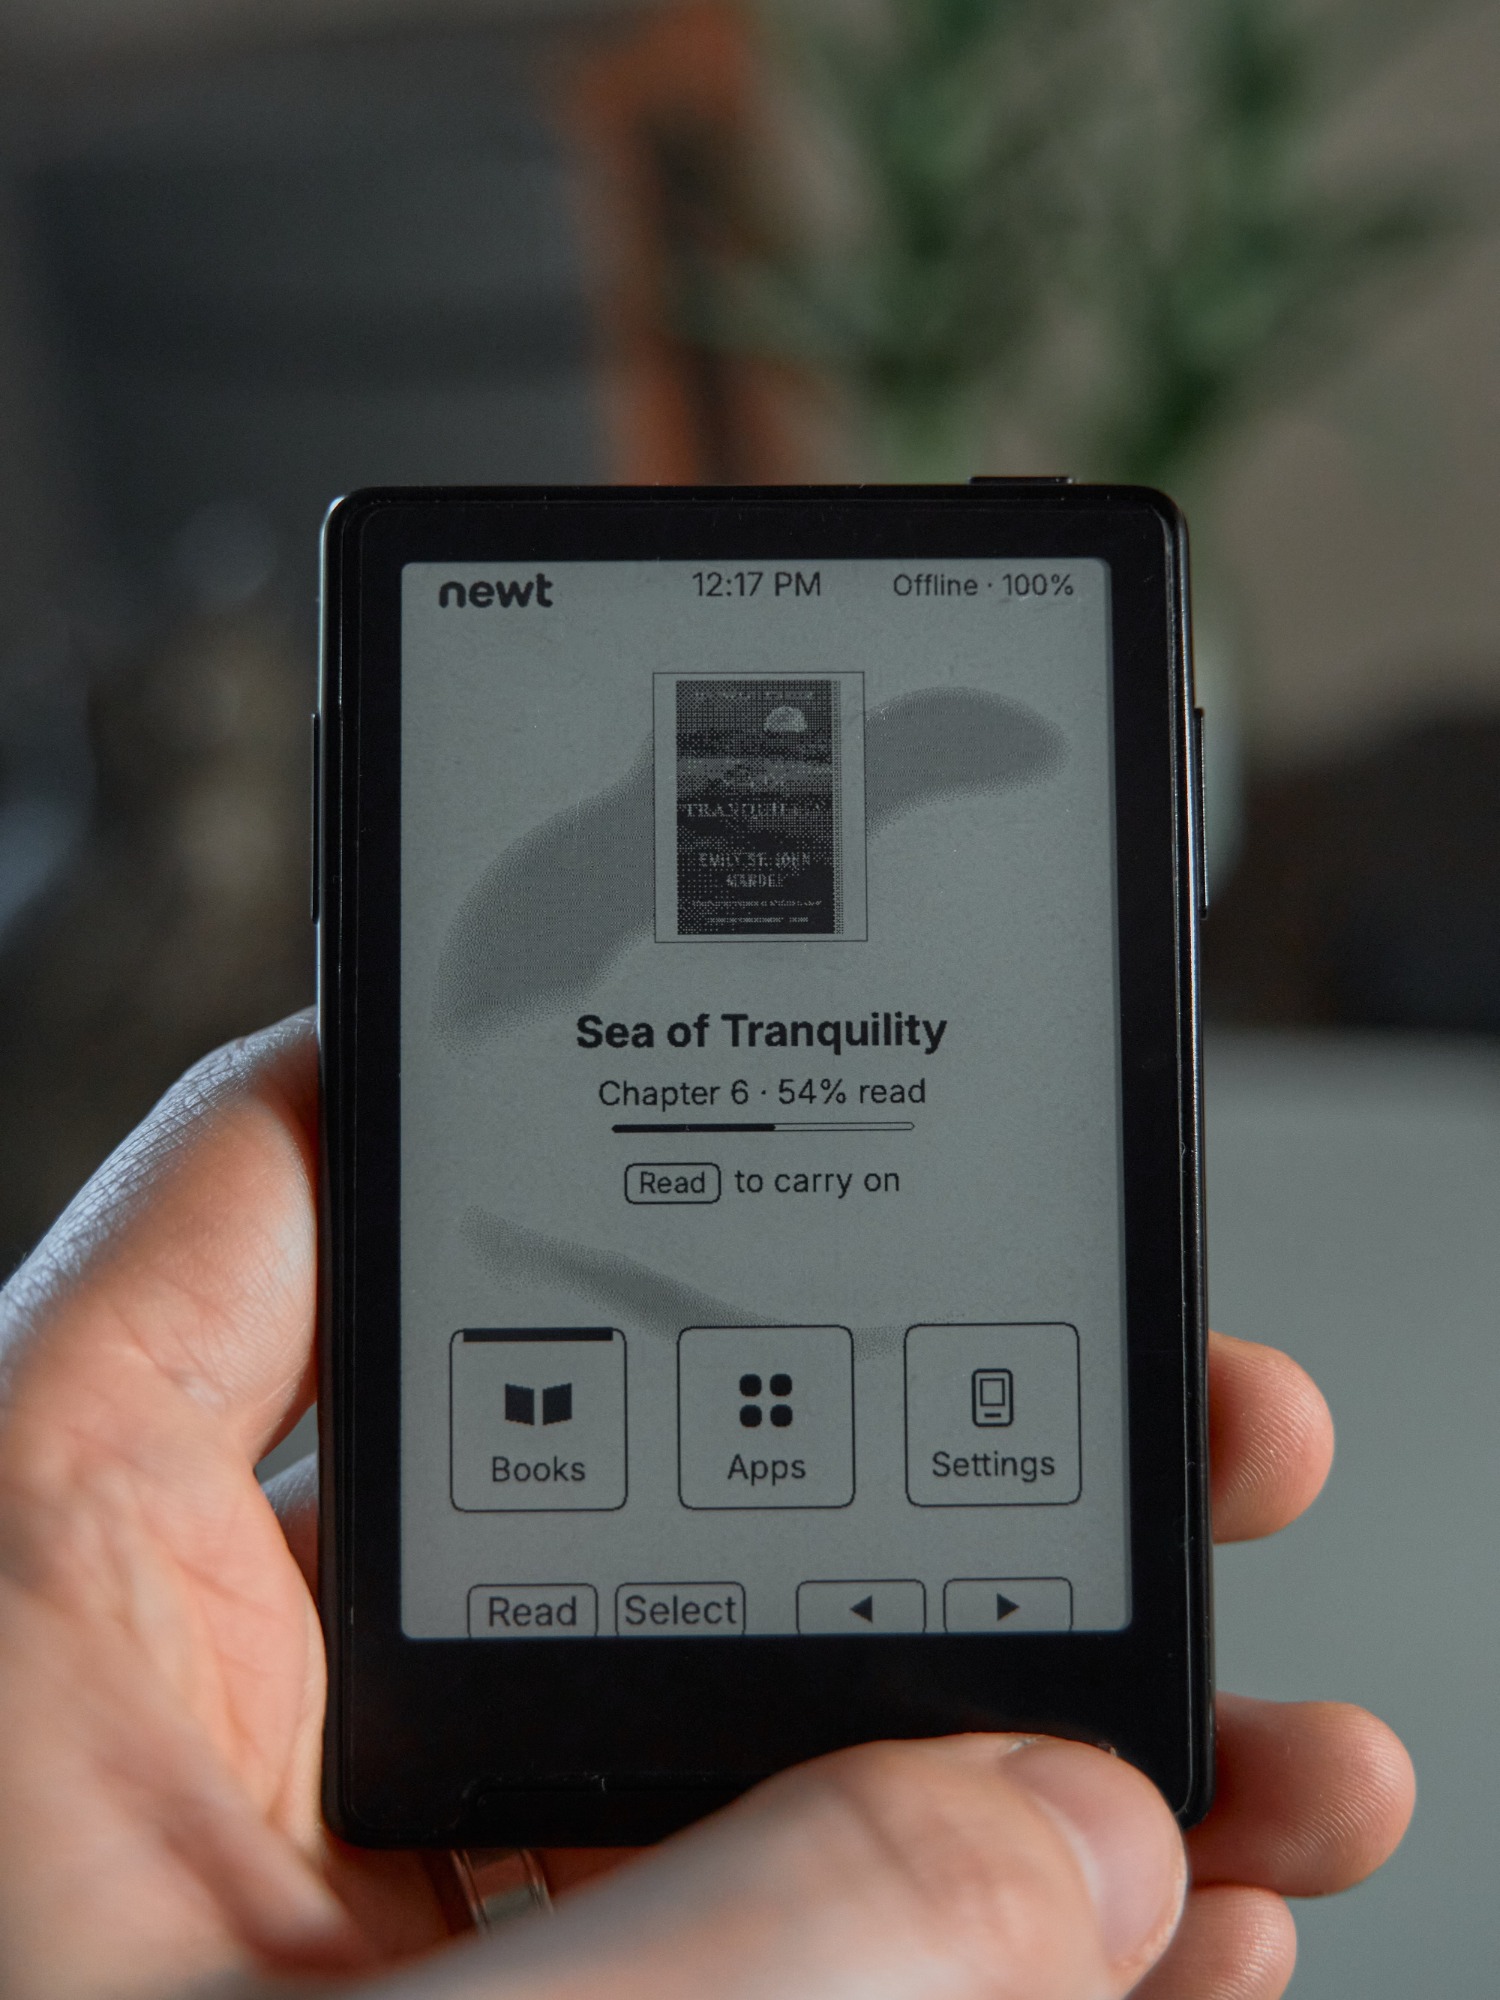 newt 12:17 PM Offline · 100%
TRANQUILITY
EMILY ST. JOHN
MANDEL
Sea of Tranquility
Chapter 6 · 54% read
Read to carry on
Books Apps Settings
Read Select ◀ ▶